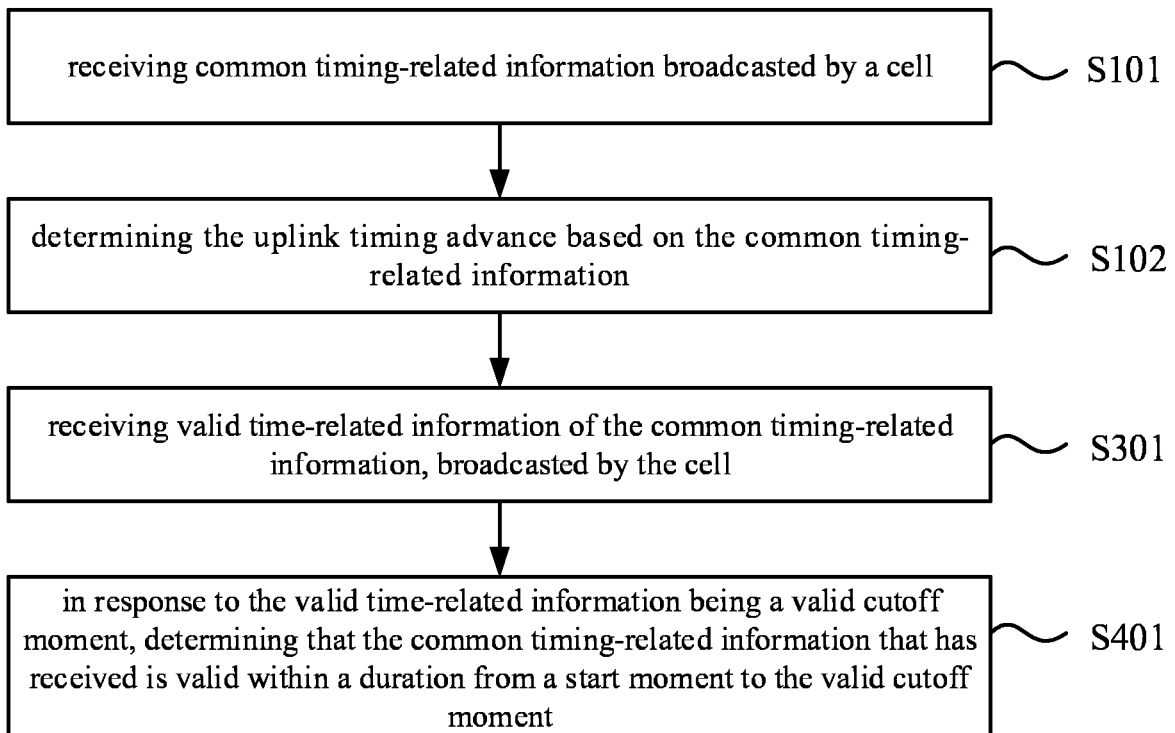 receiving common timing-related information broadcasted by a cell
S101
determining the uplink timing advance based on the common timing-
related information
S102
receiving valid time-related information of the common timing-related
information, broadcasted by the cell
S301
in response to the valid time-related information being a valid cutoff
moment, determining that the common timing-related information that has
received is valid within a duration from a start moment to the valid cutoff
moment
S401